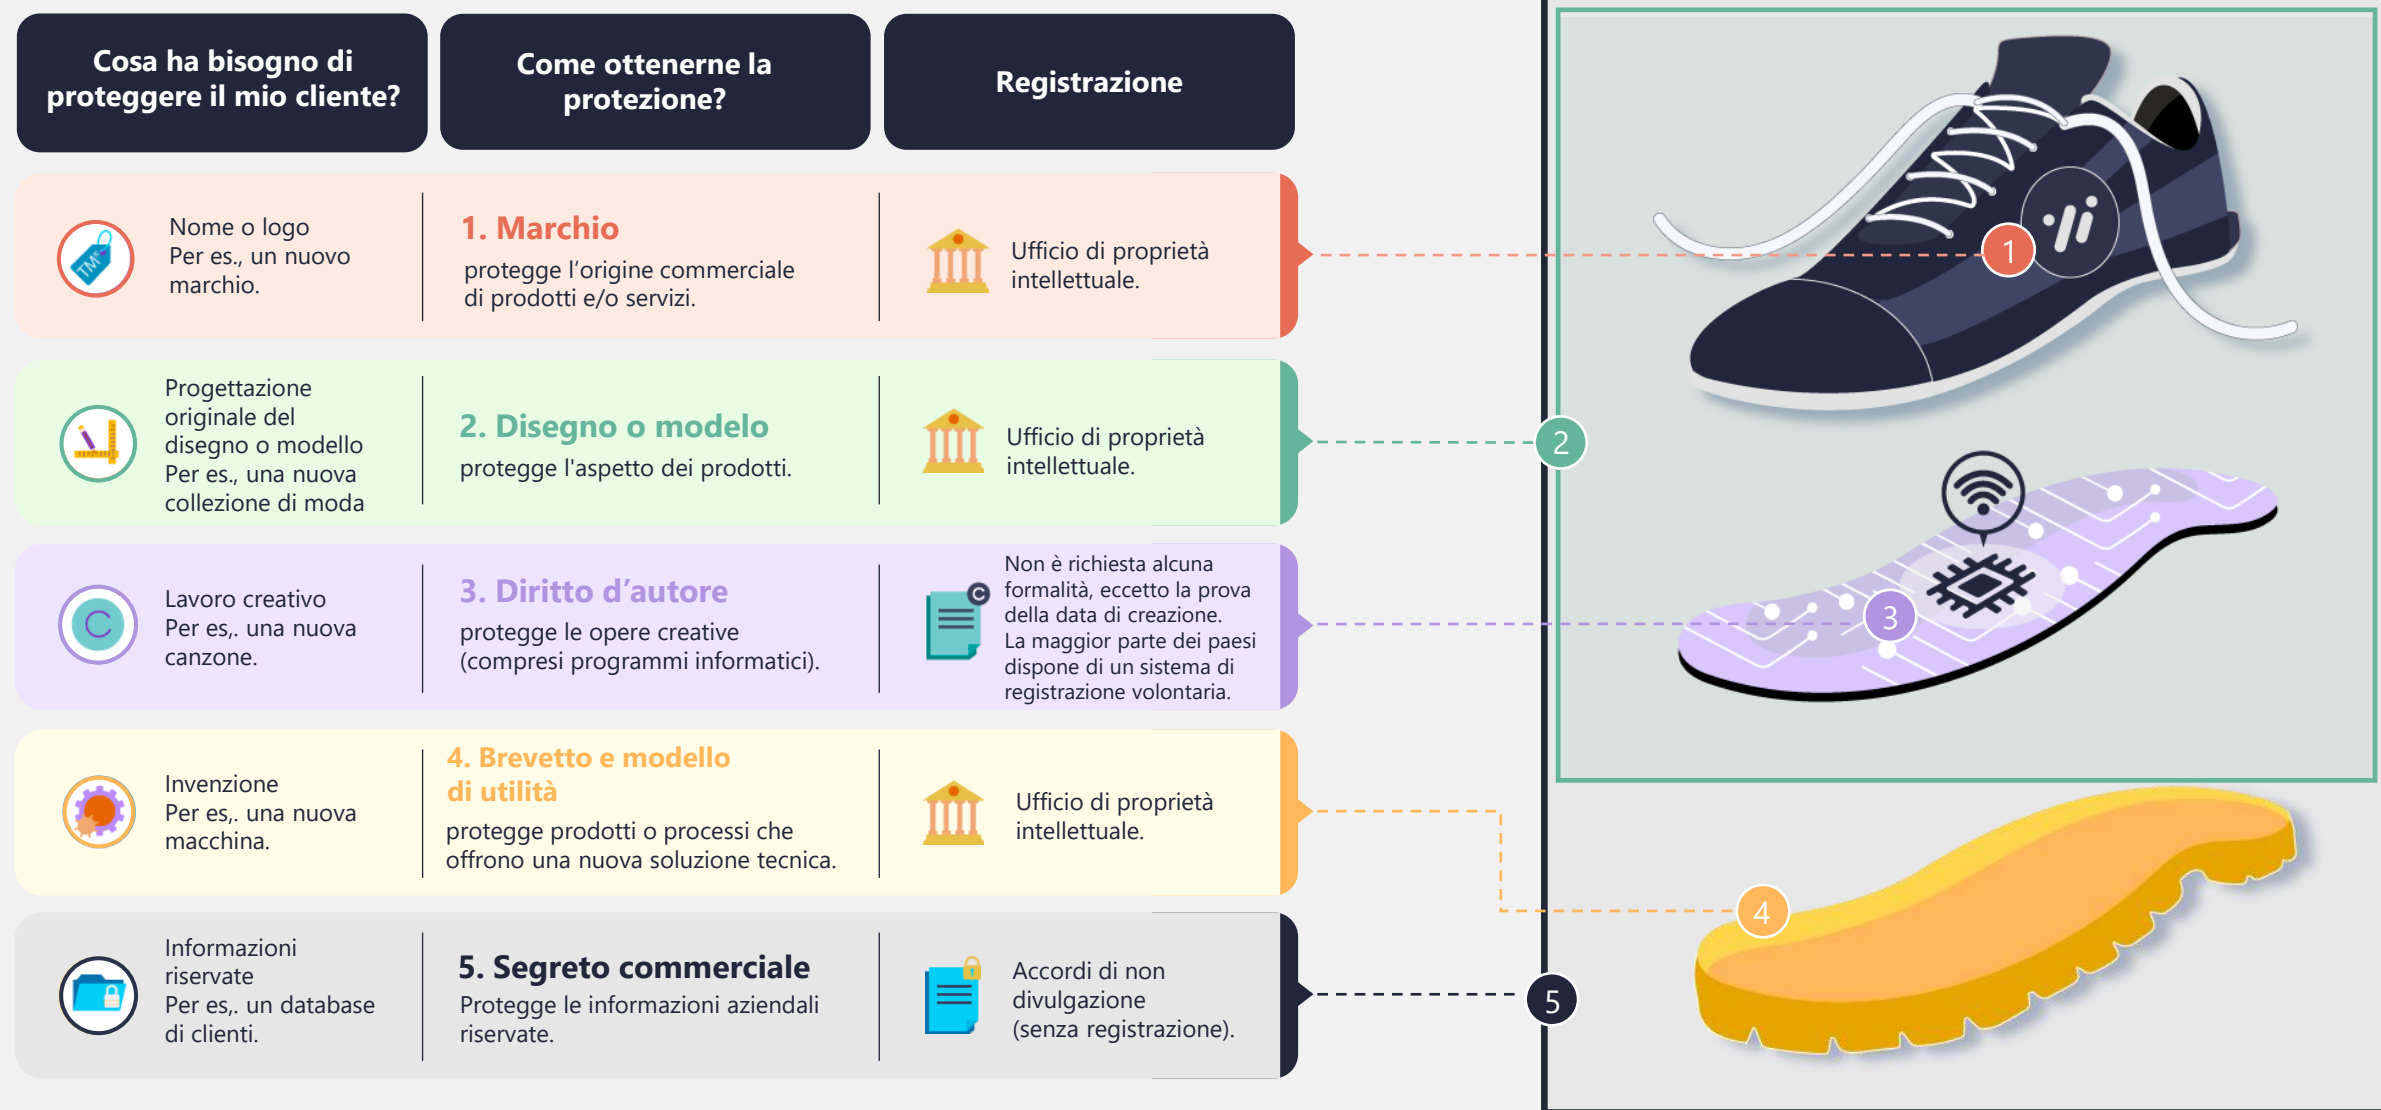 Cosa ha bisogno di
proteggere il mio cliente?
Come ottenerne la
protezione?
Registrazione
TM
Nome o logo
Per es., un nuovo
marchio.
1. Marchio
protegge l’origine commerciale
di prodotti e/o servizi.
Ufficio di proprietà
intellettuale.
1
Progettazione
originale del
disegno o modello
Per es., una nuova
collezione di moda
2. Disegno o modelo
protegge l'aspetto dei prodotti.
Ufficio di proprietà
intellettuale.
2
C
Lavoro creativo
Per es,. una nuova
canzone.
3. Diritto d’autore
protegge le opere creative
(compresi programmi informatici).
C
Non è richiesta alcuna
formalità, eccetto la prova
della data di creazione.
La maggior parte dei paesi
dispone di un sistema di
registrazione volontaria.
3
Invenzione
Per es,. una nuova
macchina.
4. Brevetto e modello
di utilità
protegge prodotti o processi che
offrono una nuova soluzione tecnica.
Ufficio di proprietà
intellettuale.
4
Informazioni
riservate
Per es,. un database
di clienti.
5. Segreto commerciale
Protegge le informazioni aziendali
riservate.
Accordi di non
divulgazione
(senza registrazione).
5